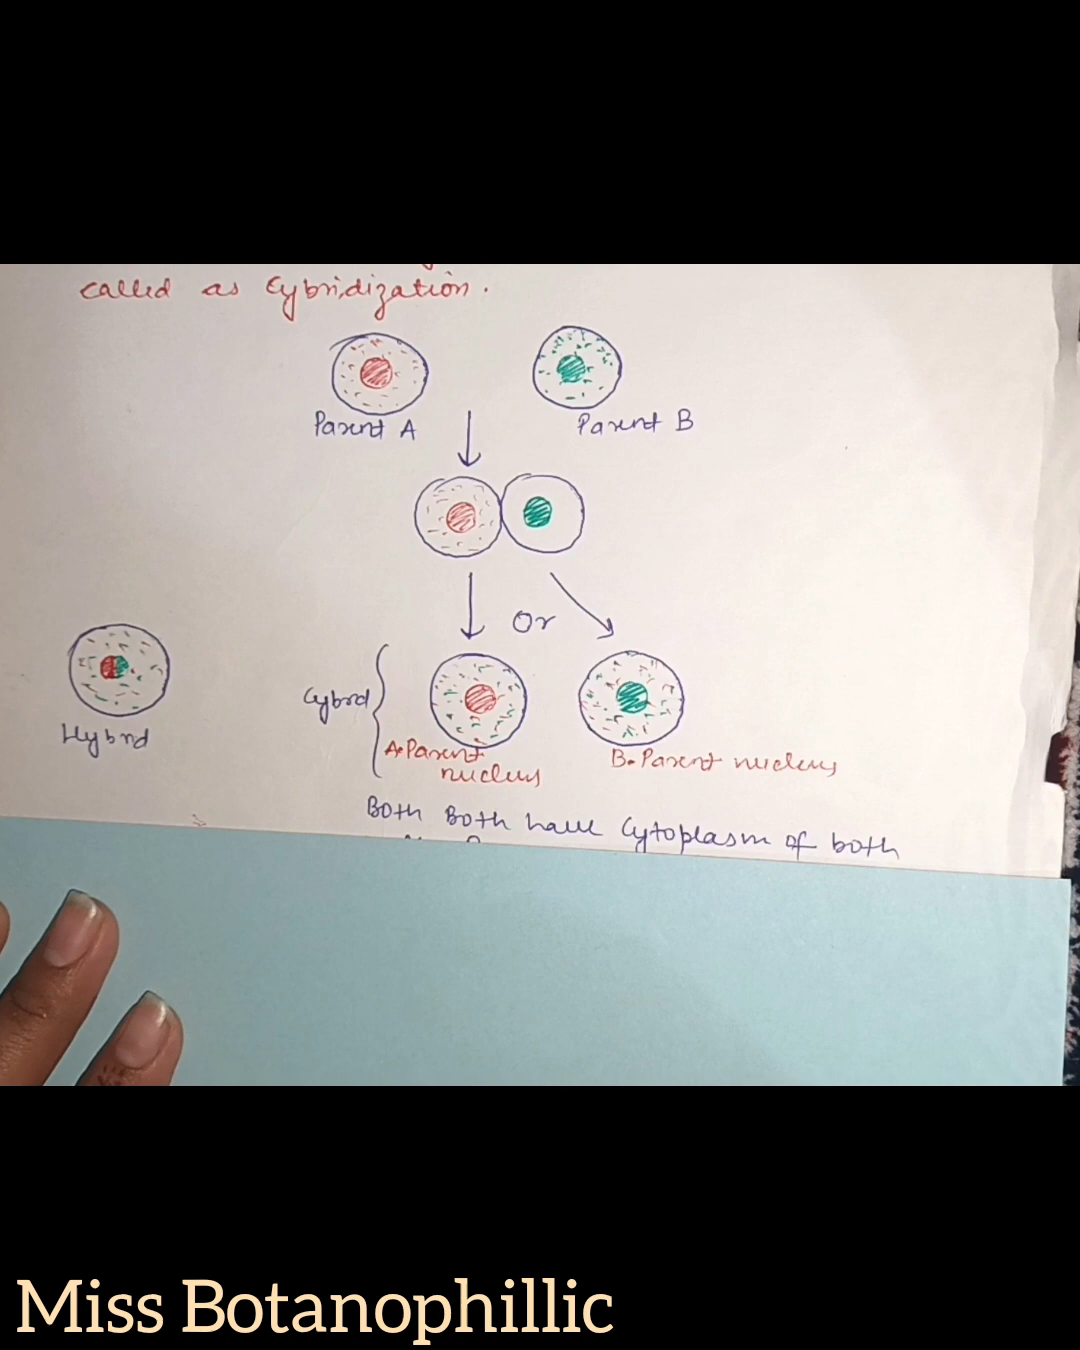 called as Cybridization.
Parent A
Parent B
Or
Hybrid
Cybrid
A. Parent
nucleus
B. Parent nucleus
Both Both have Cytoplasm of both
Miss Botanophillic